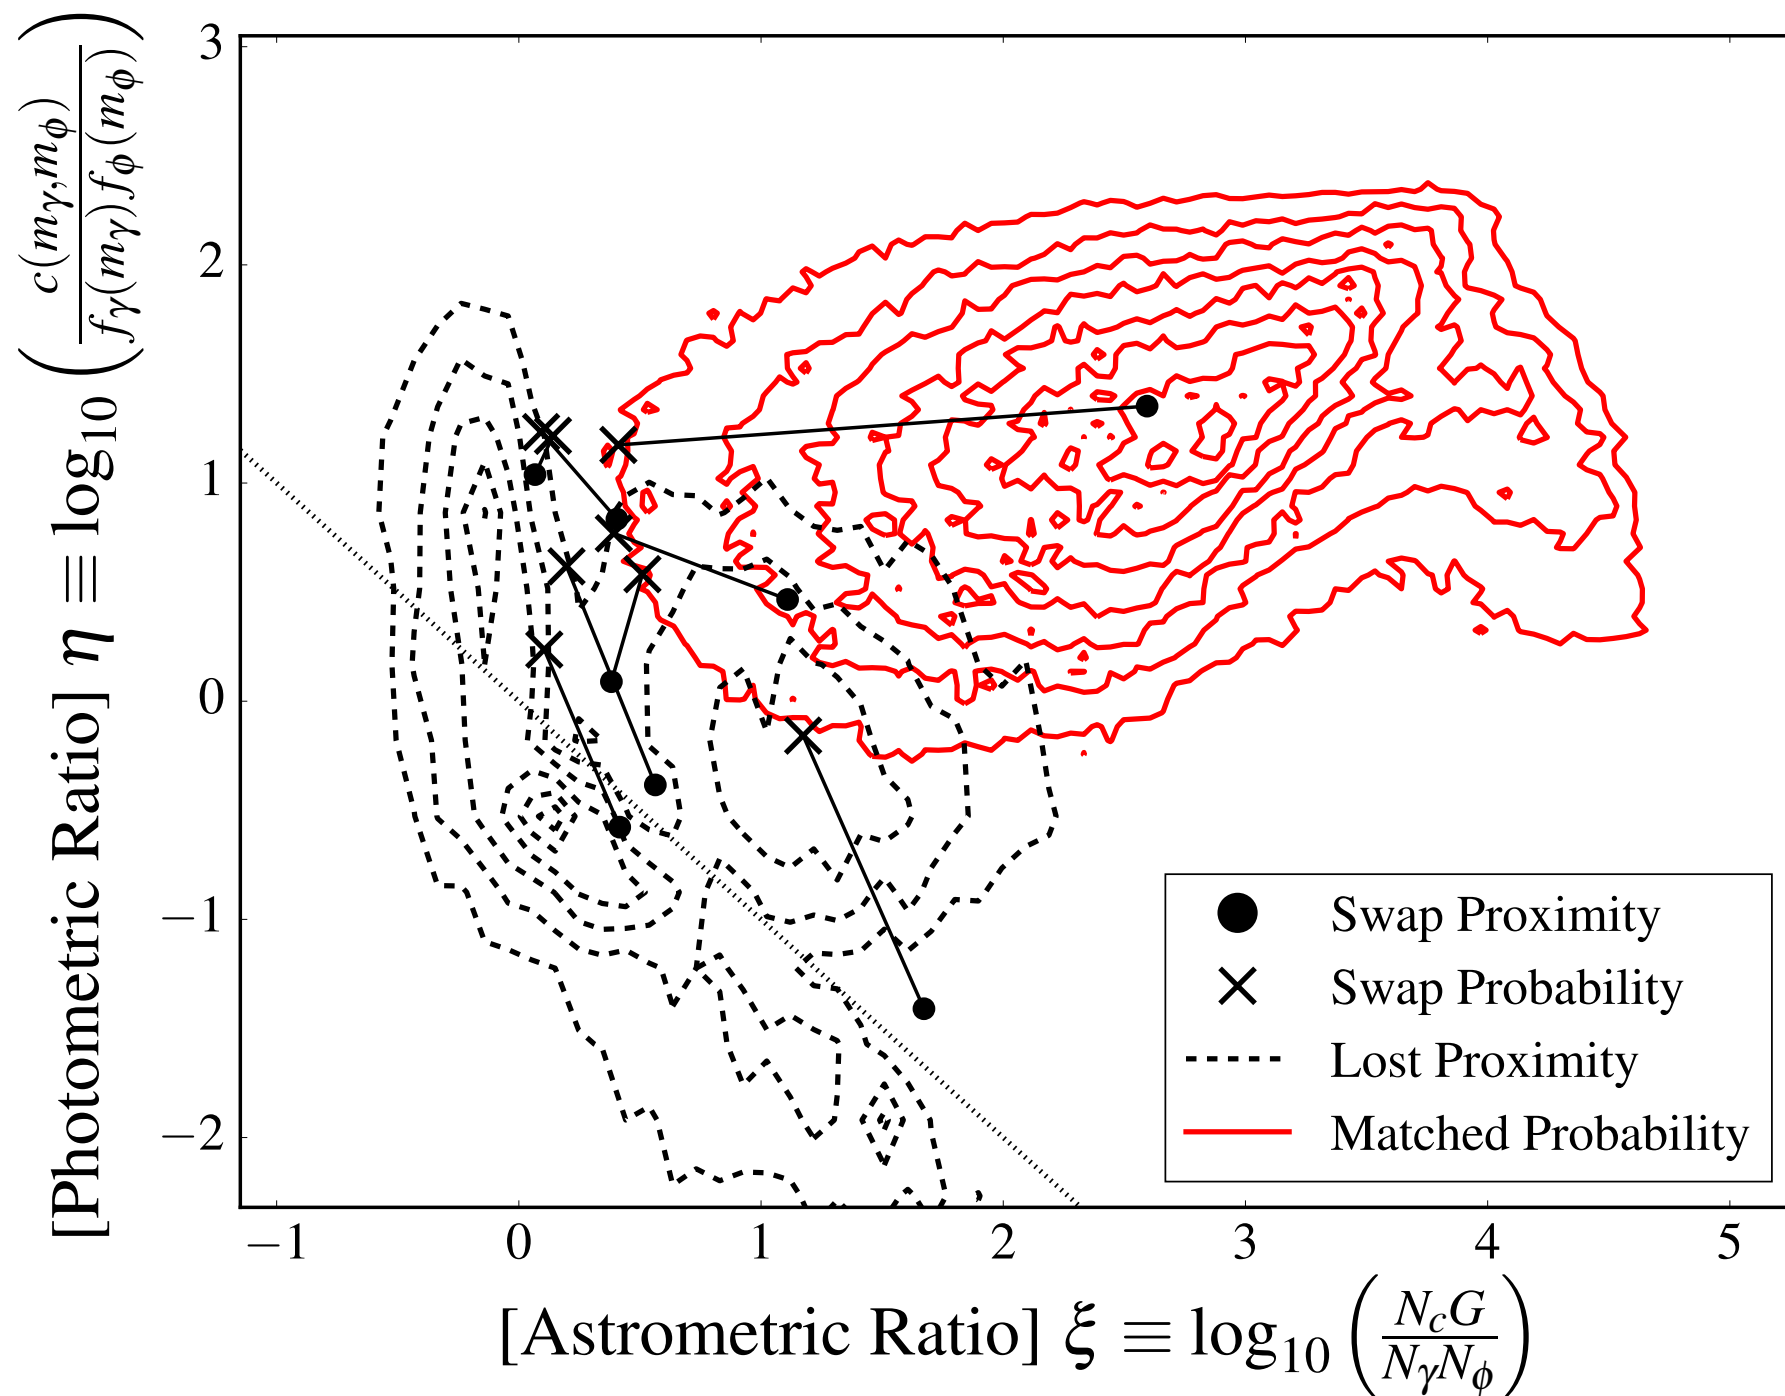 [Photometric Ratio] η ≡ log10 ( c(mγ,mϕ) / fγ(mγ)fϕ(mϕ) )
3
2
1
0
−1
−2
Swap Proximity
Swap Probability
Lost Proximity
Matched Probability
−1 0 1 2 3 4 5
[Astrometric Ratio] ξ ≡ log10 ( NcG / NγNϕ )